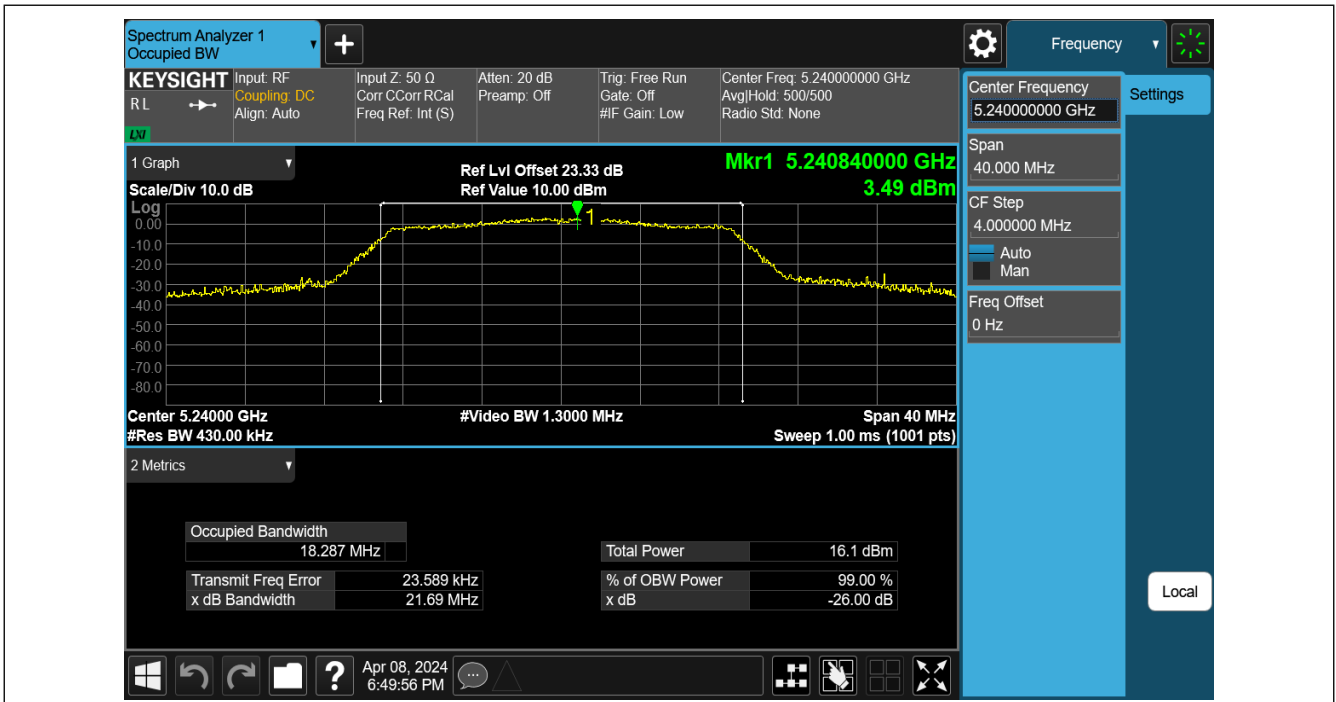 Spectrum Analyzer 1
Occupied BW
+
Frequency
KEYSIGHT
RL
LXI
Input: RF
Coupling: DC
Align: Auto
Input Z: 50 Ω
Corr CCorr RCal
Freq Ref: Int (S)
Atten: 20 dB
Preamp: Off
Trig: Free Run
Gate: Off
#IF Gain: Low
Center Freq: 5.240000000 GHz
Avg|Hold: 500/500
Radio Std: None
Center Frequency
5.240000000 GHz
Settings
Span
40.000 MHz
CF Step
4.000000 MHz
Auto
Man
Freq Offset
0 Hz
1 Graph
Scale/Div 10.0 dB
Ref Lvl Offset 23.33 dB
Ref Value 10.00 dBm
Mkr1 5.240840000 GHz
3.49 dBm
Log
0.00
-10.0
-20.0
-30.0
-40.0
-50.0
-60.0
-70.0
-80.0
1
Center 5.24000 GHz
#Video BW 1.3000 MHz
Span 40 MHz
#Res BW 430.00 kHz
Sweep 1.00 ms (1001 pts)
2 Metrics
Occupied Bandwidth
18.287 MHz
Total Power 16.1 dBm
Transmit Freq Error 23.589 kHz
% of OBW Power 99.00 %
x dB Bandwidth 21.69 MHz
x dB -26.00 dB
Local
?
Apr 08, 2024
6:49:56 PM